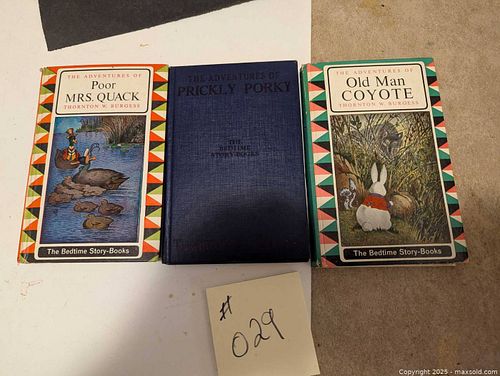 THE ADVENTURES OF
Poor
MRS. QUACK
THORNTON W. BURGESS
The Bedtime Story-Books
THE ADVENTURES OF
PRICKLY PORKY
THE
BEDTIME
STORY-BOOKS
THE ADVENTURES OF
Old Man
COYOTE
THORNTON W. BURGESS
The Bedtime Story-Books
#
029
Copyright 2025 - maxsold.com